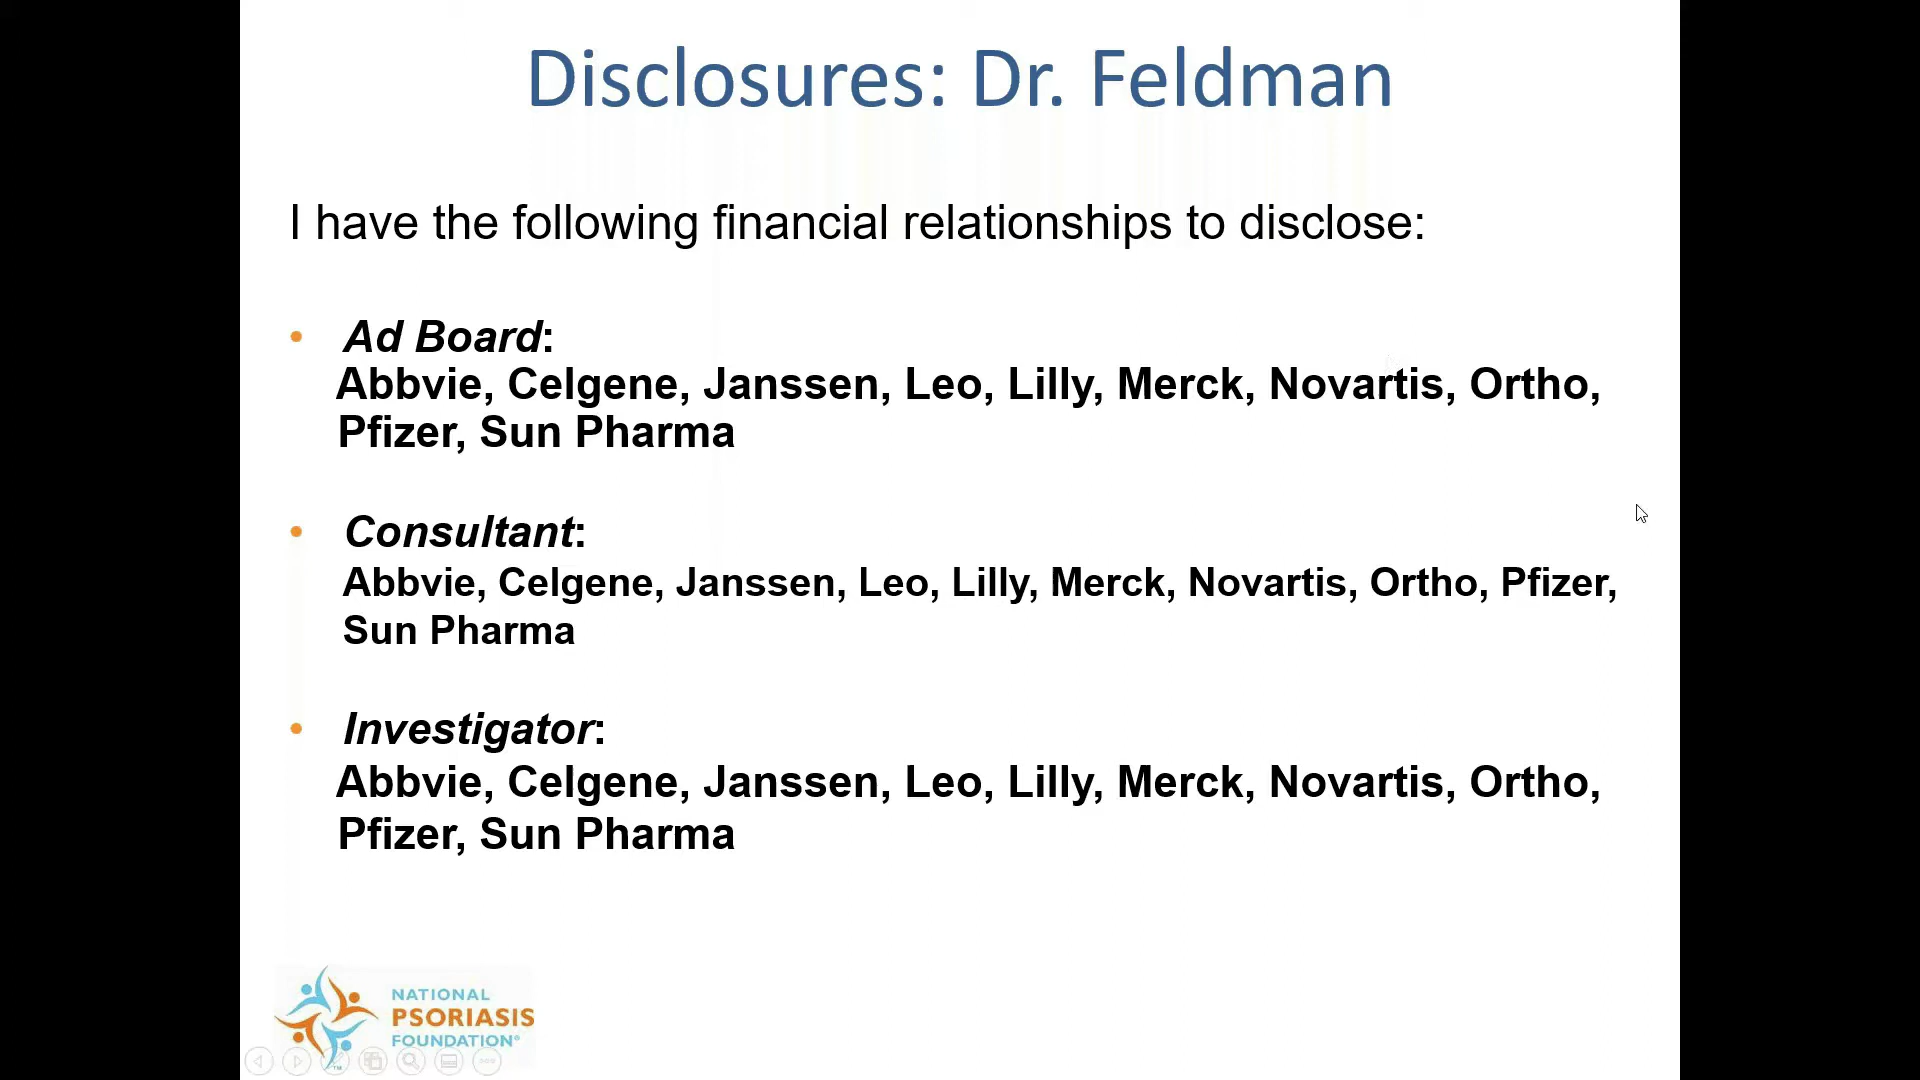 Disclosures: Dr. Feldman
I have the following financial relationships to disclose:
• Ad Board:
Abbvie, Celgene, Janssen, Leo, Lilly, Merck, Novartis, Ortho,
Pfizer, Sun Pharma
• Consultant:
Abbvie, Celgene, Janssen, Leo, Lilly, Merck, Novartis, Ortho, Pfizer,
Sun Pharma
• Investigator:
Abbvie, Celgene, Janssen, Leo, Lilly, Merck, Novartis, Ortho,
Pfizer, Sun Pharma
NATIONAL
PSORIASIS
FOUNDATION®
TM